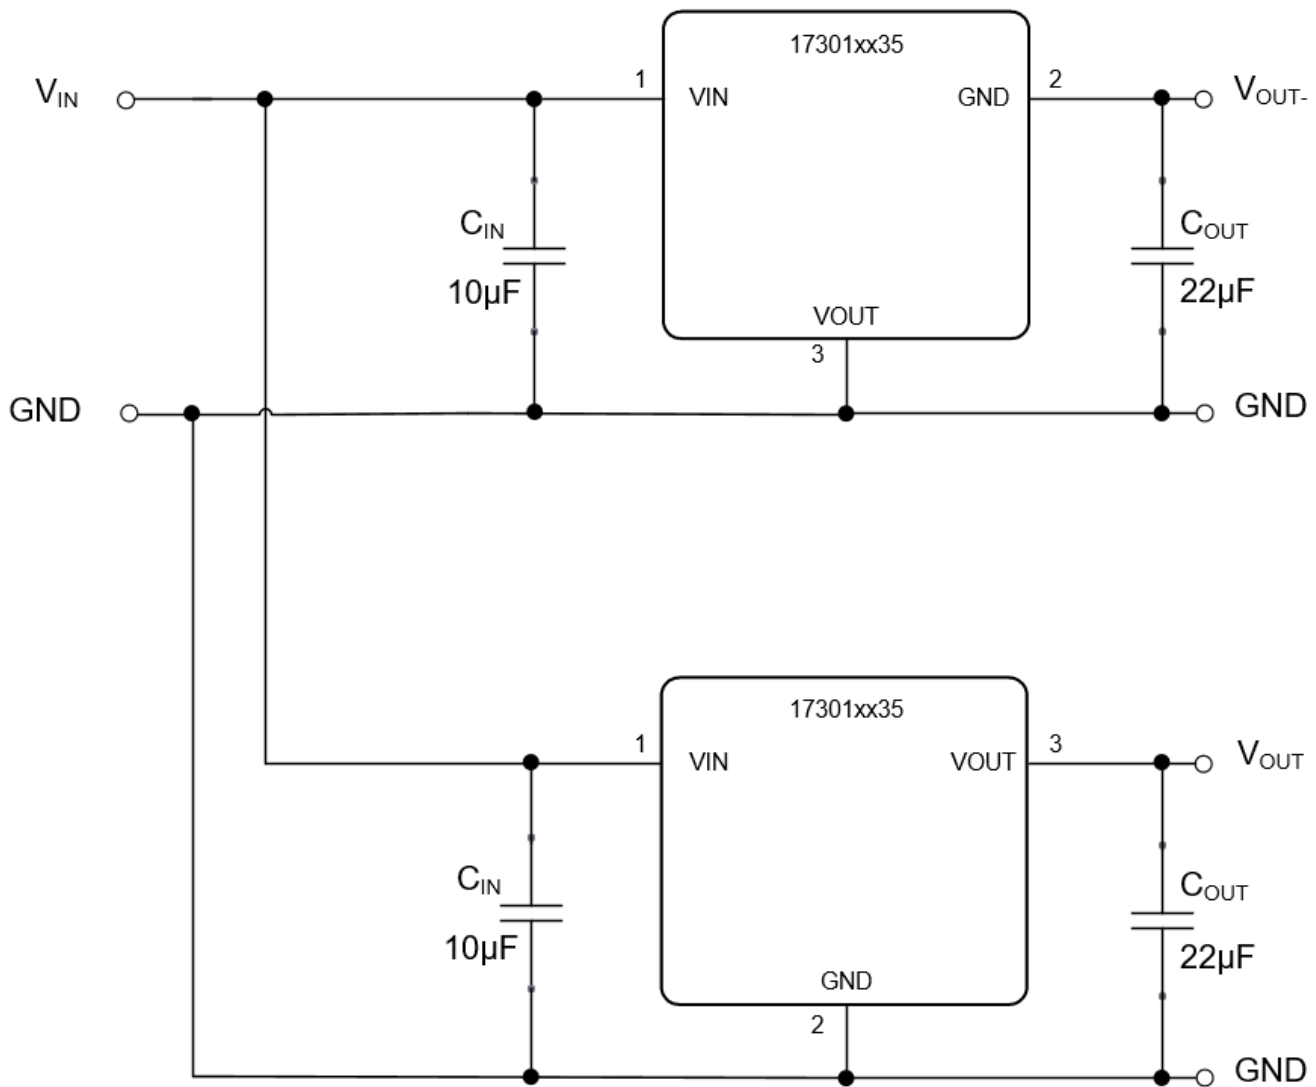 17301xx35
V_IN
1
VIN
GND
2
V_OUT-
C_IN
10µF
C_OUT
22µF
VOUT
3
GND
GND
17301xx35
1
VIN
VOUT
3
V_OUT
C_IN
10µF
C_OUT
22µF
GND
2
GND